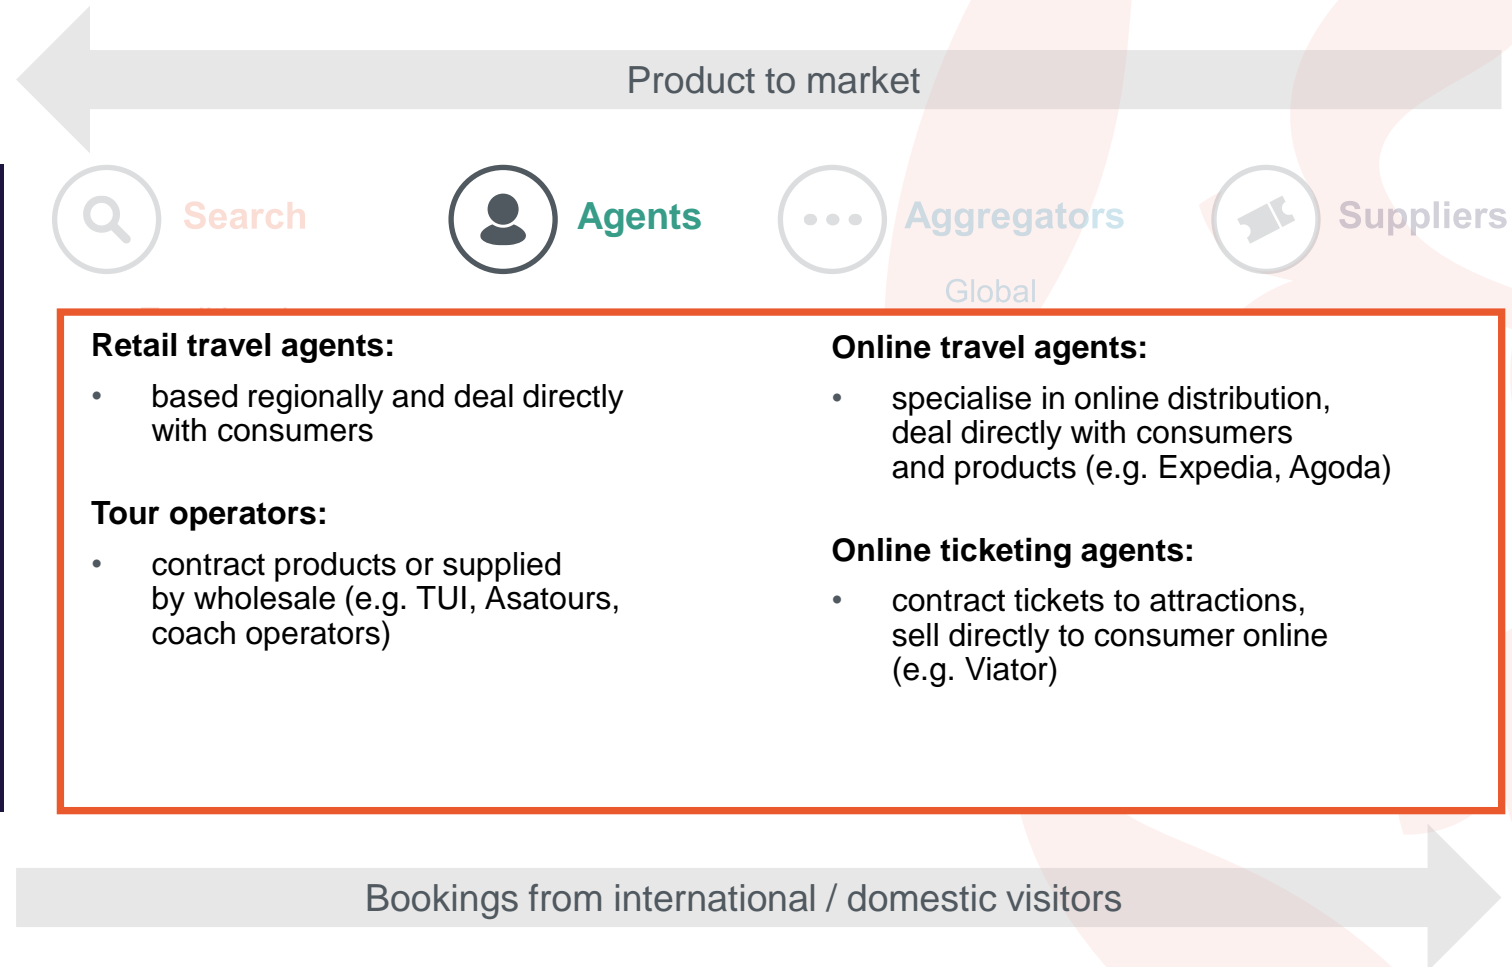 Product to market
Search
Agents
Aggregators
Suppliers
Global
Retail travel agents:
• based regionally and deal directly
with consumers
Tour operators:
• contract products or supplied
by wholesale (e.g. TUI, Asatours,
coach operators)
Online travel agents:
• specialise in online distribution,
deal directly with consumers
and products (e.g. Expedia, Agoda)
Online ticketing agents:
• contract tickets to attractions,
sell directly to consumer online
(e.g. Viator)
Bookings from international / domestic visitors